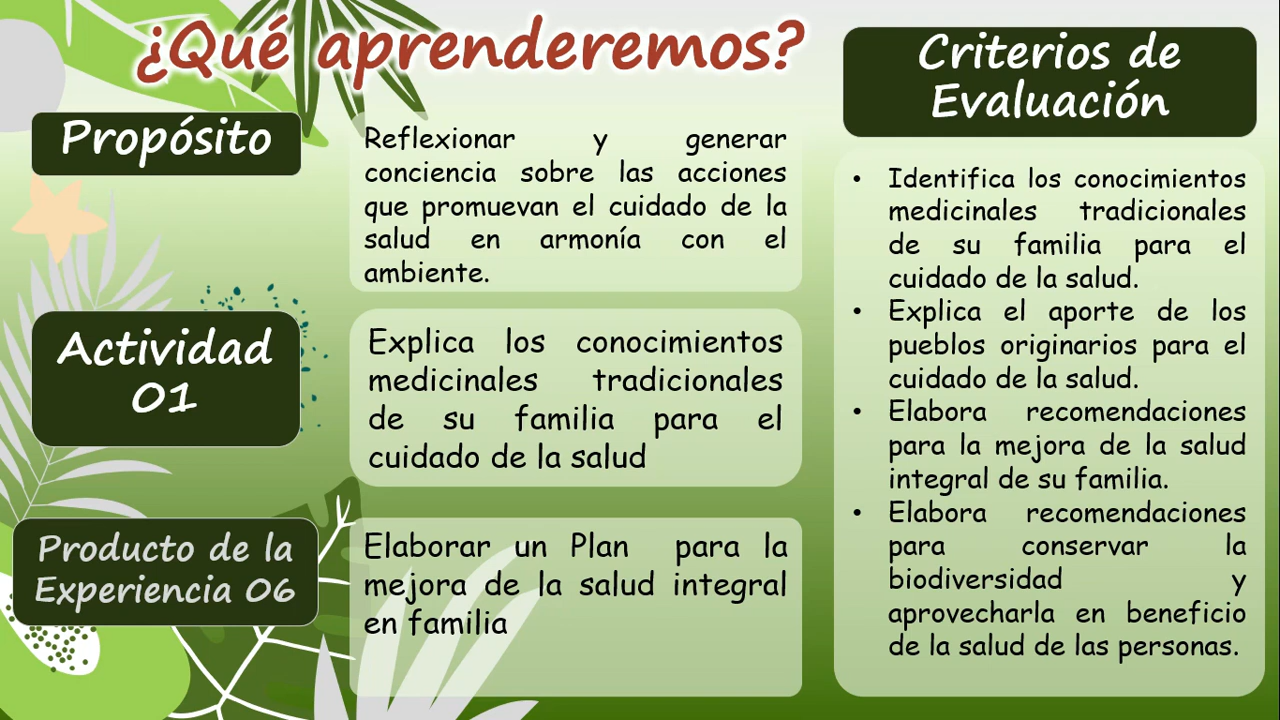 ¿Qué aprenderemos?
Propósito
Reflexionar y generar
conciencia sobre las acciones
que promuevan el cuidado de la
salud en armonía con el
ambiente.
Actividad
01
Explica los conocimientos
medicinales tradicionales
de su familia para el
cuidado de la salud
Producto de la
Experiencia 06
Elaborar un Plan para la
mejora de la salud integral
en familia
Criterios de
Evaluación
• Identifica los conocimientos
medicinales tradicionales
de su familia para el
cuidado de la salud.
• Explica el aporte de los
pueblos originarios para el
cuidado de la salud.
• Elabora recomendaciones
para la mejora de la salud
integral de su familia.
• Elabora recomendaciones
para conservar la
biodiversidad y
aprovecharla en beneficio
de la salud de las personas.